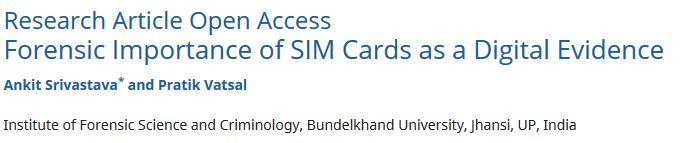 Research Article Open Access
Forensic Importance of SIM Cards as a Digital Evidence
Ankit Srivastava* and Pratik Vatsal
Institute of Forensic Science and Criminology, Bundelkhand University, Jhansi, UP, India